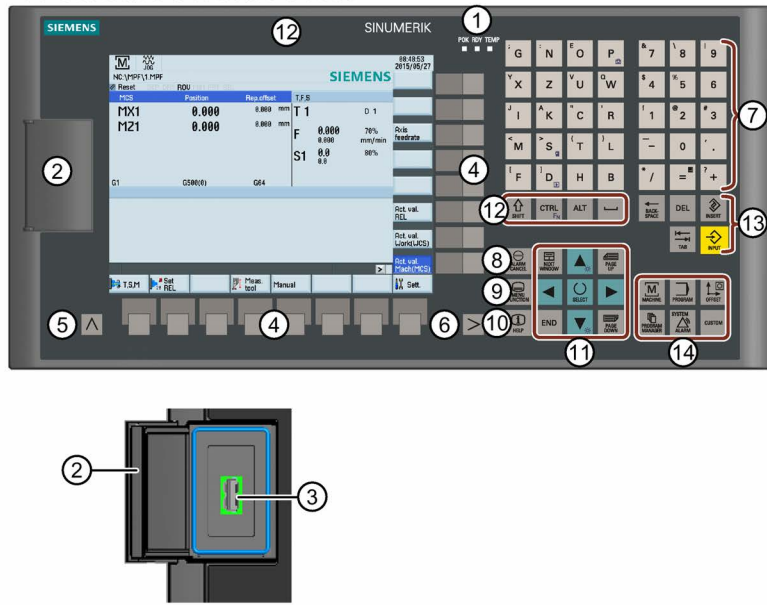 SIEMENS
12
SINUMERIK
1
POK RDY TEMP
M
JOG
08:48:53
2015/05/27
NC:\MPF\1.MPF
SIEMENS
Reset
ROV
MCS Position Rep.offset T,F,S
MX1 0.000 0.000 mm T 1 D 1
MZ1 0.000 0.000 mm
F 0.000 70%
0.000 mm/min
S1 0.0 80%
0.0
G1 G500(0) G64
Axis
feedrate
Act. val.
REL
Act. val.
Work(WCS)
Act. val.
Mach(MCS)
>
T,S,M
Set
REL
Meas.
tool
Manual
Sett.
G : N E O P & 7 \ 8 ) 9
Y X Z V U Q W $ 4 % 5 ^ 6
J I A K " C ' R ! 1 @ 2 # 3
< M > S ( T ) L _ - 0 , .
[ F ] D H B * / = ? +
2
4
7
12
SHIFT
CTRL
ALT
BACK-
SPACE
DEL
INSERT
TAB
INPUT
13
8
ALARM
CANCEL
NEXT
WINDOW
PAGE
UP
9
MENU
FUNCTION
SELECT
10
HELP
END
PAGE
DOWN
11
M
MACHINE
PROGRAM
OFFSET
PROGRAM
MANAGER
SYSTEM
ALARM
CUSTOM
14
5
4
6
>
2
3